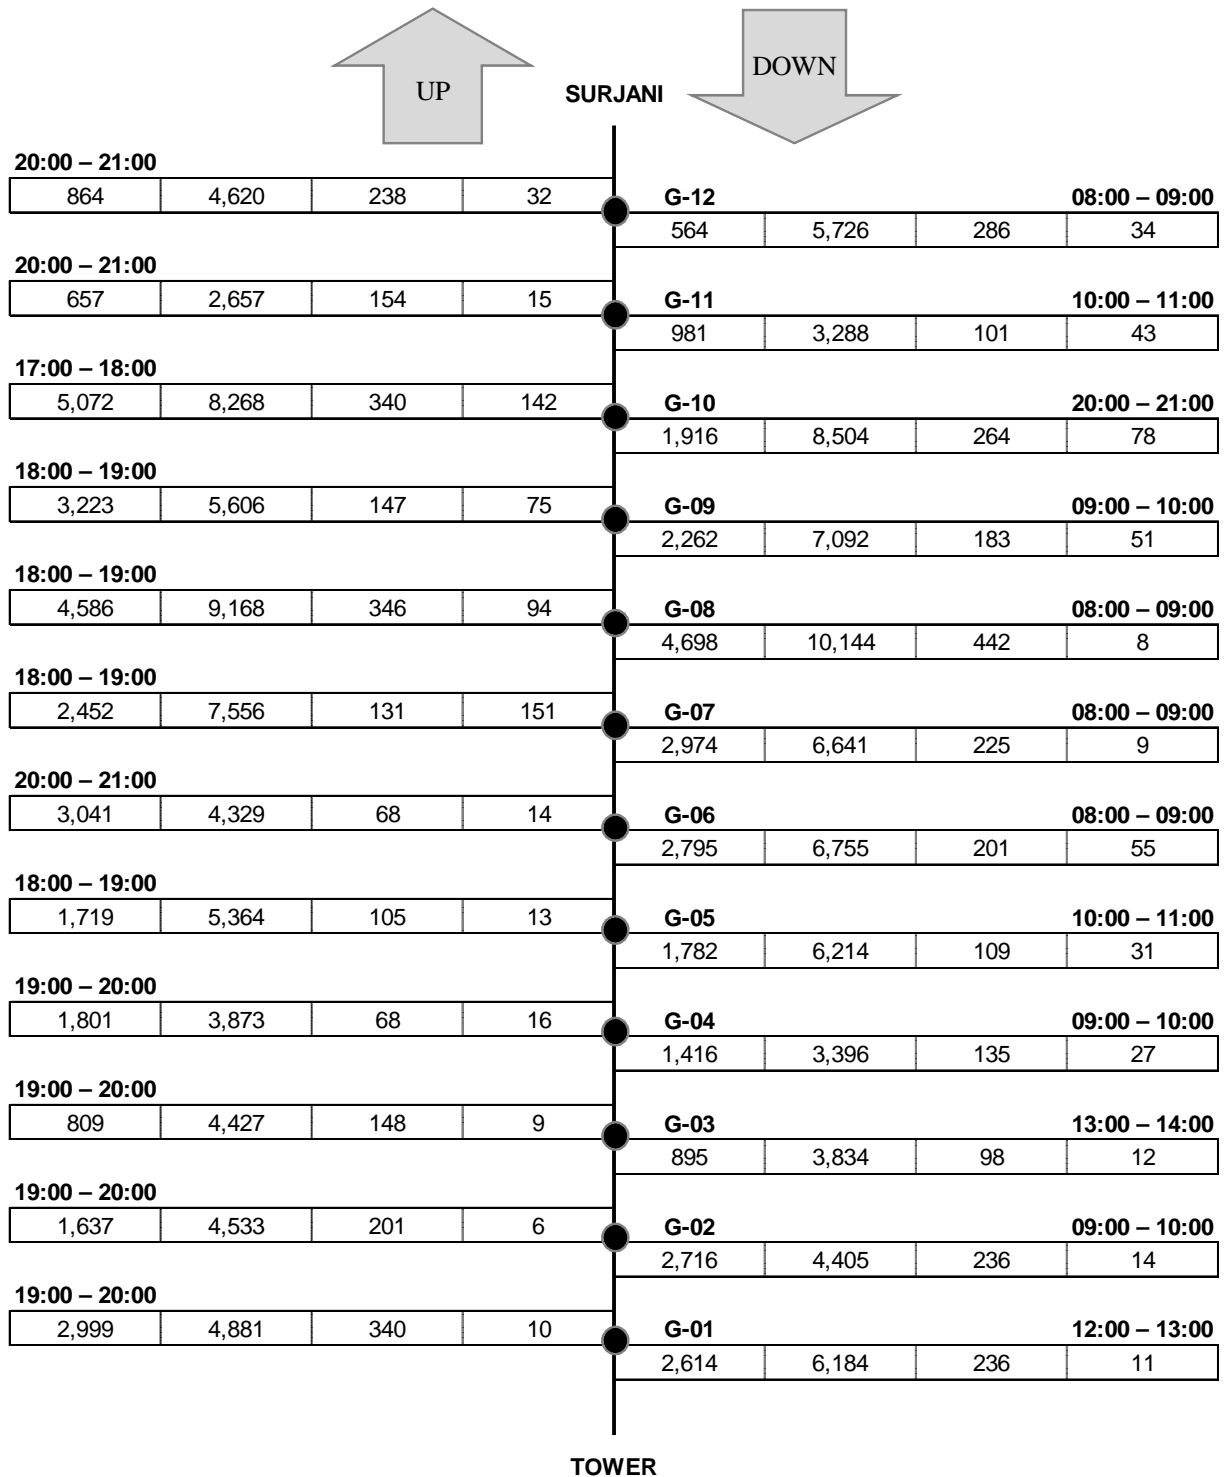 UP
DOWN
SURJANI
20:00 – 21:00
864 4,620 238 32
G-12 08:00 – 09:00
564 5,726 286 34
20:00 – 21:00
657 2,657 154 15
G-11 10:00 – 11:00
981 3,288 101 43
17:00 – 18:00
5,072 8,268 340 142
G-10 20:00 – 21:00
1,916 8,504 264 78
18:00 – 19:00
3,223 5,606 147 75
G-09 09:00 – 10:00
2,262 7,092 183 51
18:00 – 19:00
4,586 9,168 346 94
G-08 08:00 – 09:00
4,698 10,144 442 8
18:00 – 19:00
2,452 7,556 131 151
G-07 08:00 – 09:00
2,974 6,641 225 9
20:00 – 21:00
3,041 4,329 68 14
G-06 08:00 – 09:00
2,795 6,755 201 55
18:00 – 19:00
1,719 5,364 105 13
G-05 10:00 – 11:00
1,782 6,214 109 31
19:00 – 20:00
1,801 3,873 68 16
G-04 09:00 – 10:00
1,416 3,396 135 27
19:00 – 20:00
809 4,427 148 9
G-03 13:00 – 14:00
895 3,834 98 12
19:00 – 20:00
1,637 4,533 201 6
G-02 09:00 – 10:00
2,716 4,405 236 14
19:00 – 20:00
2,999 4,881 340 10
G-01 12:00 – 13:00
2,614 6,184 236 11
TOWER